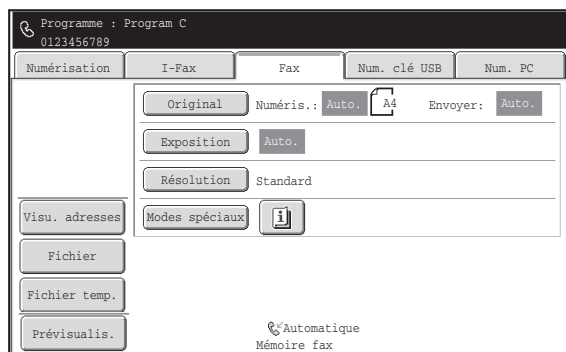 Programme : Program C
0123456789
Numérisation I-Fax Fax Num. clé USB Num. PC
Original Numéris.: Auto. A4 Envoyer: Auto.
Exposition Auto.
Résolution Standard
Visu. adresses Modes spéciaux
Fichier
Fichier temp.
Prévisualis. Automatique
Mémoire fax